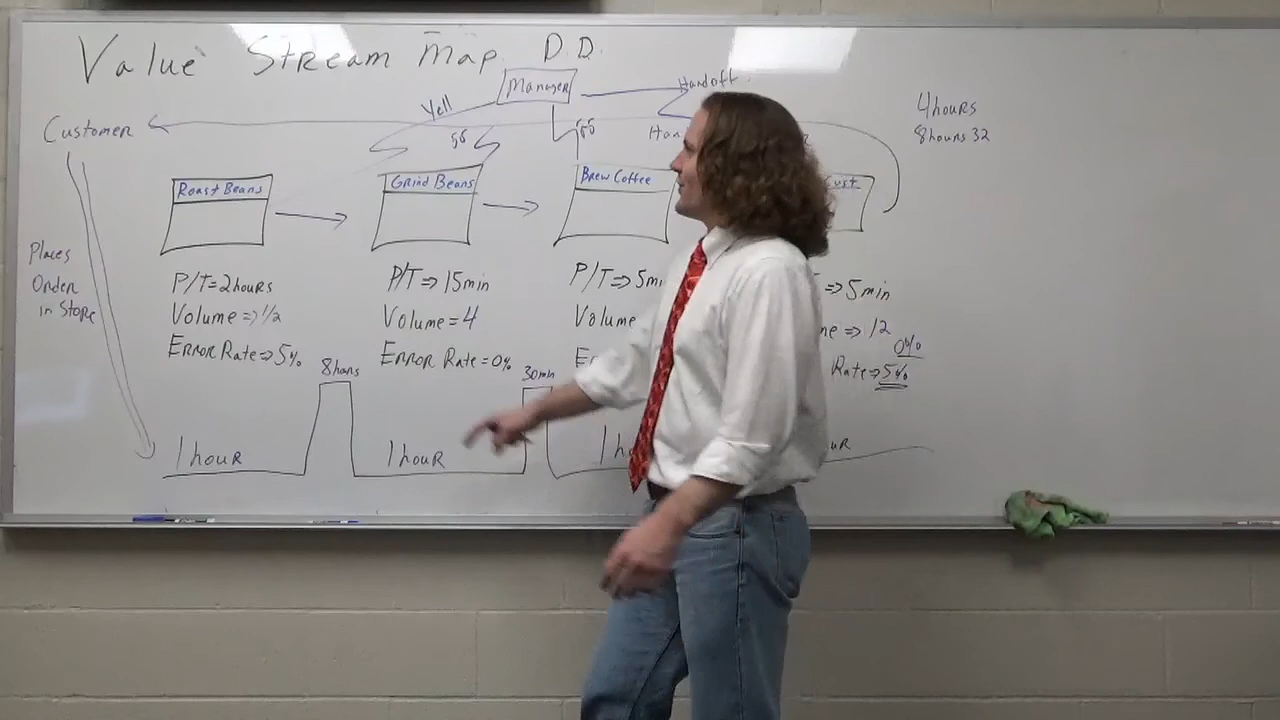 Value Stream Map D.D.
Manager
Handoff
Yell
Customer
4hours
8hours 32
Roast Beans
Grind Beans
Brew Coffee
Places
Order
in Store
P/T=2hours
Volume => 1/2
Error Rate => 5%
P/T => 15min
Volume = 4
Error Rate = 0%
P/T => 5mi
Volume
=> 5min
=> 12
0%
Rate => 5%
8hours
30min
1hour
1hour